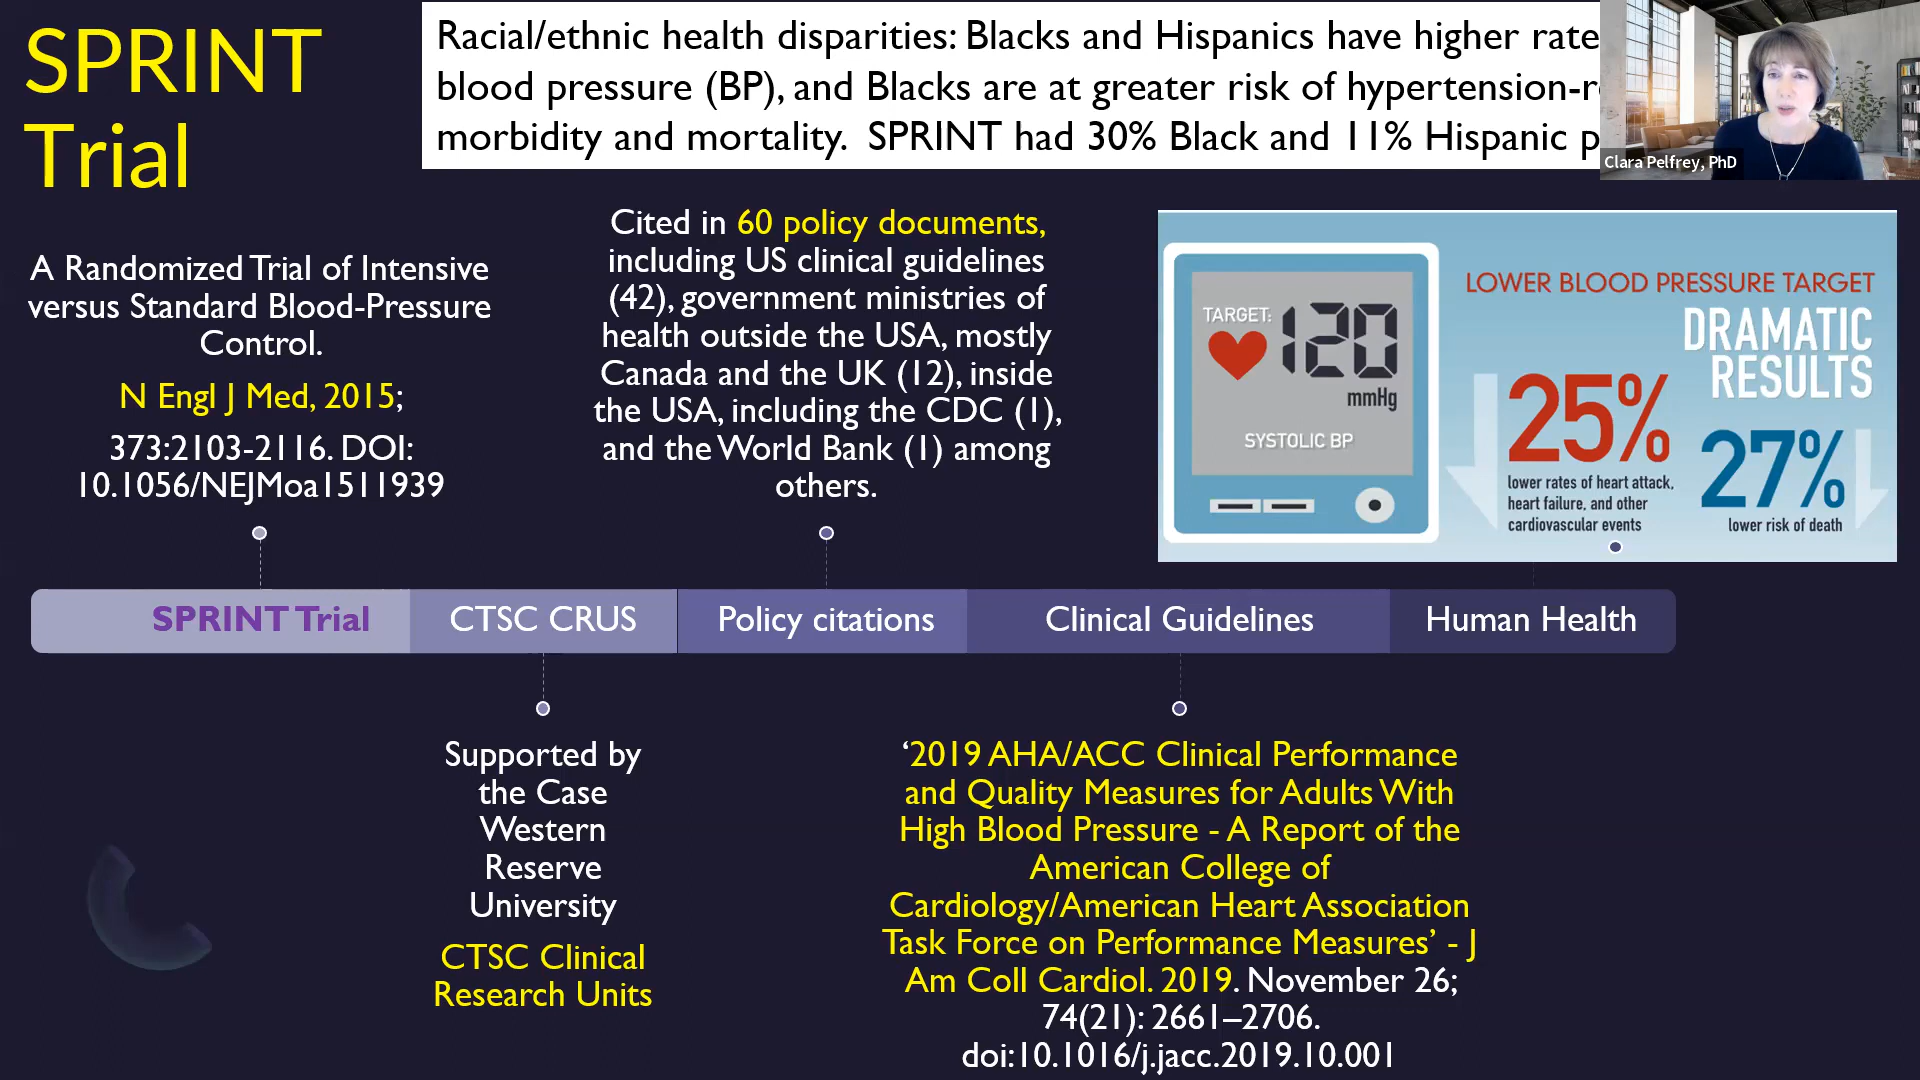 SPRINT
Trial
Racial/ethnic health disparities: Blacks and Hispanics have higher rate
blood pressure (BP), and Blacks are at greater risk of hypertension-r
morbidity and mortality.  SPRINT had 30% Black and 11% Hispanic p
Clara Pelfrey, PhD
A Randomized Trial of Intensive
versus Standard Blood-Pressure
Control.
N Engl J Med, 2015;
373:2103-2116. DOI:
10.1056/NEJMoa1511939
Cited in 60 policy documents,
including US clinical guidelines
(42), government ministries of
health outside the USA, mostly
Canada and the UK (12), inside
the USA, including the CDC (1),
and the World Bank (1) among
others.
TARGET:
120
mmHg
SYSTOLIC BP
LOWER BLOOD PRESSURE TARGET
DRAMATIC
RESULTS
25%
lower rates of heart attack,
heart failure, and other
cardiovascular events
27%
lower risk of death
SPRINT Trial
CTSC CRUS
Policy citations
Clinical Guidelines
Human Health
Supported by
the Case
Western
Reserve
University
CTSC Clinical
Research Units
‘2019 AHA/ACC Clinical Performance
and Quality Measures for Adults With
High Blood Pressure - A Report of the
American College of
Cardiology/American Heart Association
Task Force on Performance Measures’ - J
Am Coll Cardiol. 2019. November 26;
74(21): 2661–2706.
doi:10.1016/j.jacc.2019.10.001